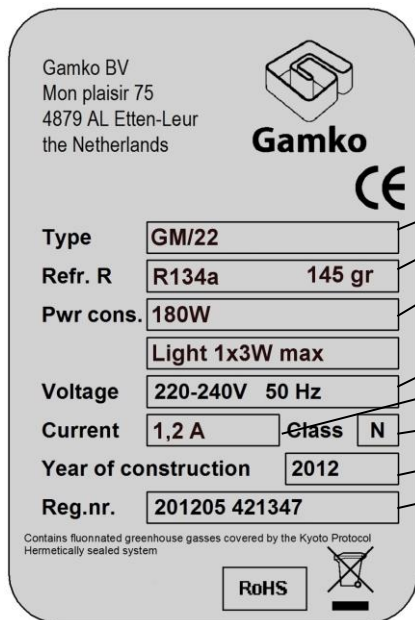 Gamko BV
Mon plaisir 75
4879 AL Etten-Leur
the Netherlands
Gamko
CE
Type GM/22
Refr. R R134a 145 gr
Pwr cons. 180W
Light 1x3W max
Voltage 220-240V 50 Hz
Current 1,2 A Class N
Year of construction 2012
Reg.nr. 201205 421347
Contains fluonnated greenhouse gasses covered by the Kyoto Protocol
Hermetically sealed system
RoHS